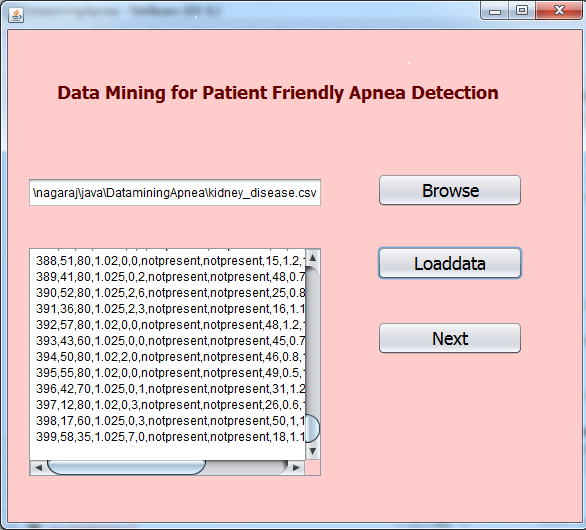 Data Mining for Patient Friendly Apnea Detection
\nagaraj\java\DataminingApnea\kidney_disease.csv
Browse
388,51,80,1.02,0,0,notpresent,notpresent,15,1.2,1
389,41,80,1.025,0,2,notpresent,notpresent,48,0.7
390,52,80,1.025,2,6,notpresent,notpresent,25,0.8
391,36,80,1.025,2,3,notpresent,notpresent,16,1.1
392,57,80,1.02,0,0,notpresent,notpresent,48,1.2,1
393,43,60,1.025,0,0,notpresent,notpresent,45,0.7
394,50,80,1.02,2,0,notpresent,notpresent,46,0.8,1
395,55,80,1.02,0,0,notpresent,notpresent,49,0.5,1
396,42,70,1.025,0,1,notpresent,notpresent,31,1.2
397,12,80,1.02,0,3,notpresent,notpresent,26,0.6,1
398,17,60,1.025,0,3,notpresent,notpresent,50,1,1
399,58,35,1.025,7,0,notpresent,notpresent,18,1.1
Loaddata
Next